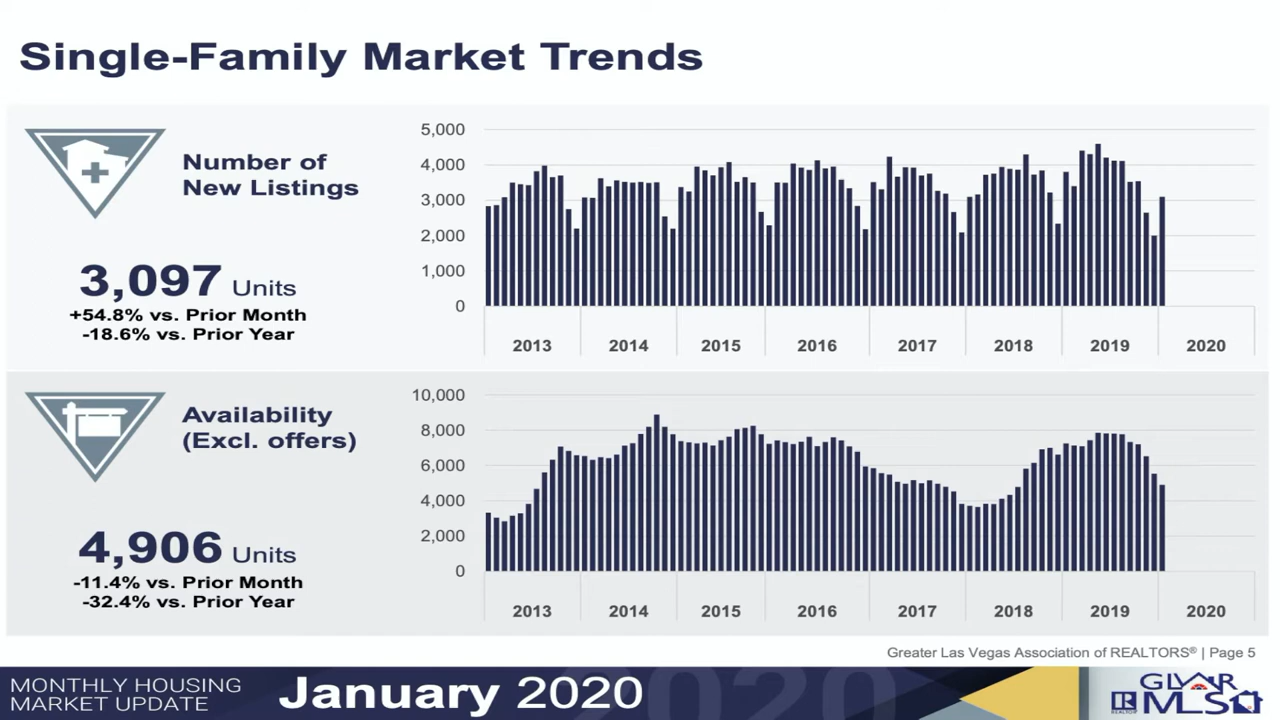 Single-Family Market Trends
Number of
New Listings
3,097 Units
+54.8% vs. Prior Month
-18.6% vs. Prior Year
5,000
4,000
3,000
2,000
1,000
0
2013 2014 2015 2016 2017 2018 2019 2020
Availability
(Excl. offers)
4,906 Units
-11.4% vs. Prior Month
-32.4% vs. Prior Year
10,000
8,000
6,000
4,000
2,000
0
2013 2014 2015 2016 2017 2018 2019 2020
Greater Las Vegas Association of REALTORS® | Page 5
MONTHLY HOUSING
MARKET UPDATE
January 2020
2020
GLVAR
MLS